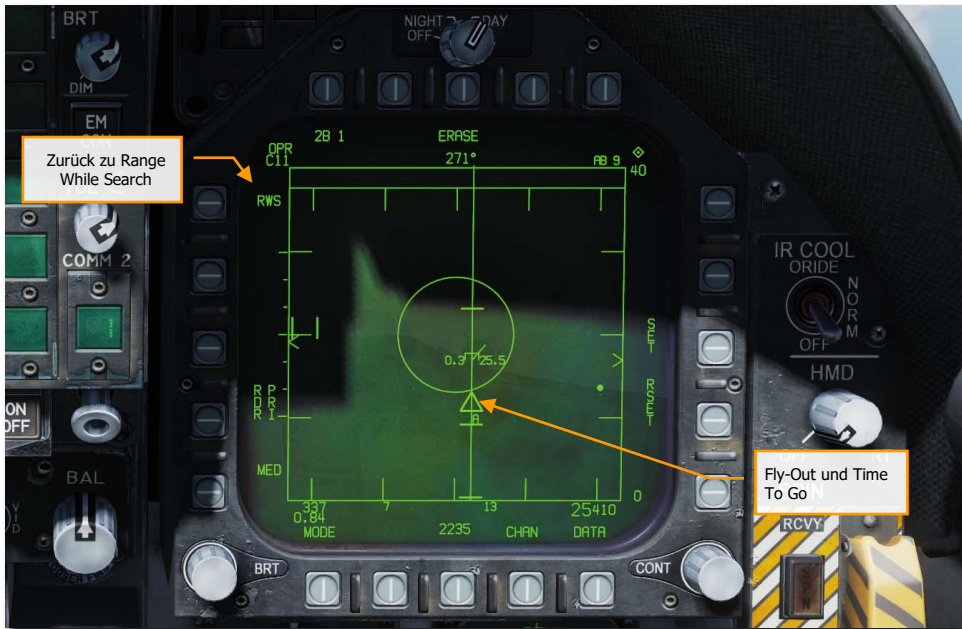 BRT
DIM
EM
CON
COMM 2
ON
OFF
BAL
NIGHT DAY
OFF
Zurück zu Range
While Search
OPR 2B 1 ERASE
C11 271° AB 9
40
RWS
SET
0.3 25.5
RSET
PDRI
A
MED
0
337 7 13 25410
0.84
MODE 2235 CHAN DATA
BRT
CONT
IR COOL
ORIDE
NORM
OFF
HMD
OFF BRT
Fly-Out und Time
To Go
RCVY
SPIN